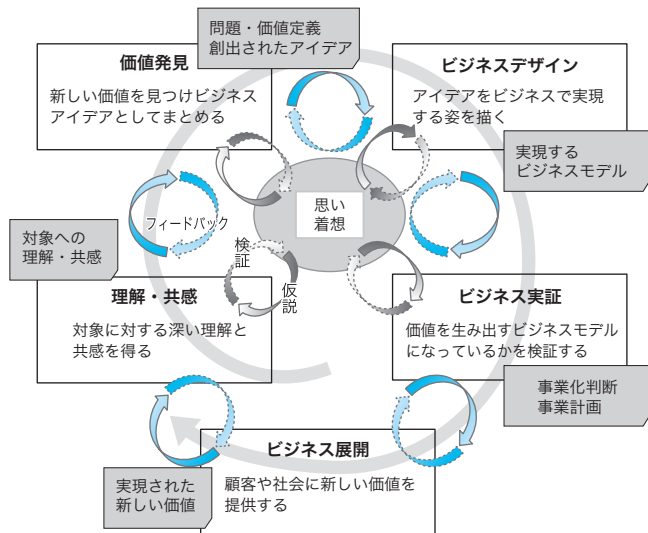 問題・価値定義
創出されたアイデア
価値発見
新しい価値を見つけビジネス
アイデアとしてまとめる
ビジネスデザイン
アイデアをビジネスで実現
する姿を描く
実現する
ビジネスモデル
思い
着想
フィードバック
対象への
理解・共感
検証
仮説
理解・共感
対象に対する深い理解と
共感を得る
ビジネス実証
価値を生み出すビジネスモデル
になっているかを検証する
事業化判断
事業計画
ビジネス展開
顧客や社会に新しい価値を
提供する
実現された
新しい価値